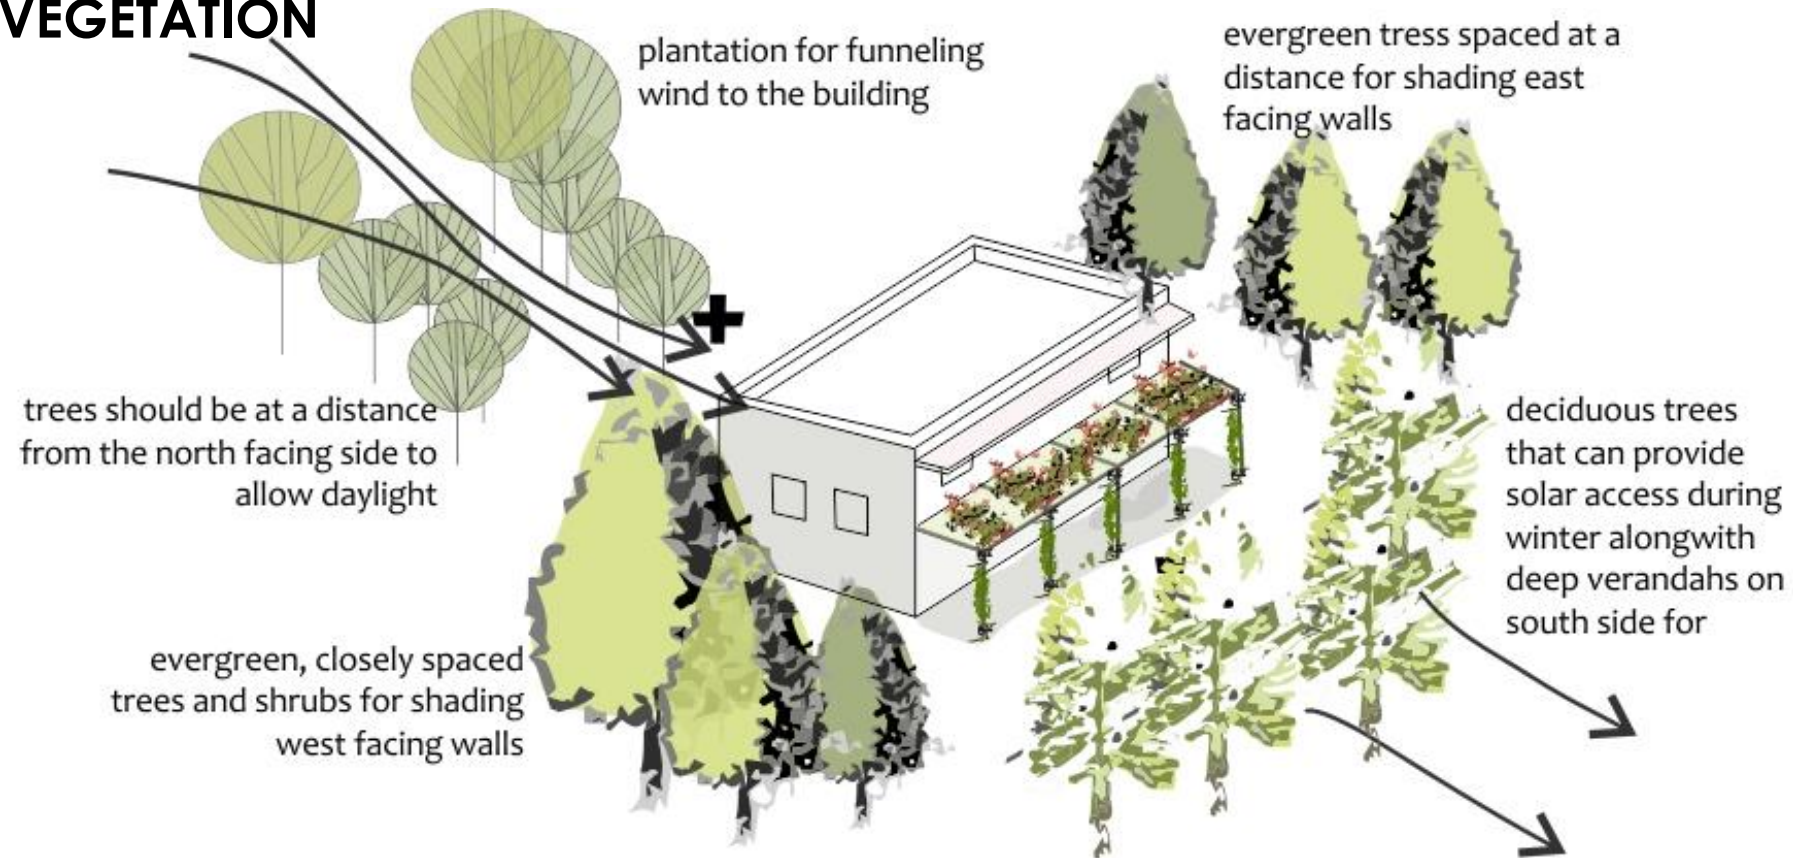 VEGETATION
plantation for funneling
wind to the building
evergreen tress spaced at a
distance for shading east
facing walls
trees should be at a distance
from the north facing side to
allow daylight
deciduous trees
that can provide
solar access during
winter alongwith
deep verandahs on
south side for
evergreen, closely spaced
trees and shrubs for shading
west facing walls